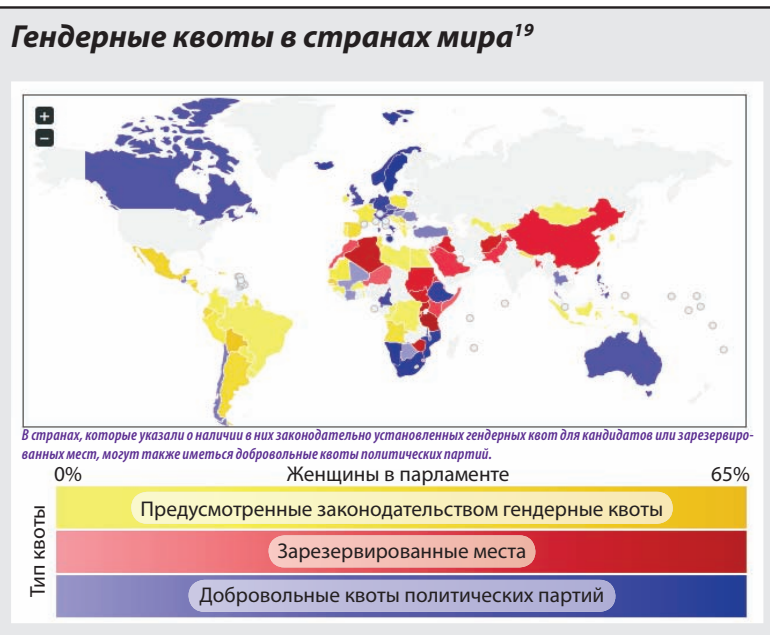 Гендерные квоты в странах мира19
+
−
В странах, которые указали о наличии в них законодательно установленных гендерных квот для кандидатов или зарезервиро-
ванных мест, могут также иметься добровольные квоты политических партий.
0% Женщины в парламенте 65%
Тип квоты
Предусмотренные законодательством гендерные квоты
Зарезервированные места
Добровольные квоты политических партий